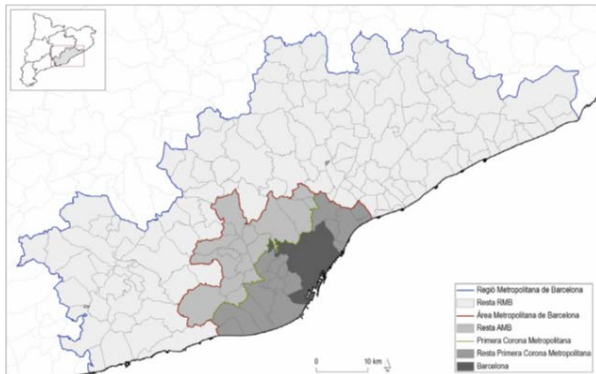 Regió Metropolitana de Barcelona
Resta RMB
Área Metropolitana de Barcelona
Resta AMB
Primera Corona Metropolitana
Resta Primera Corona Metropolitana
Barcelona
0 10 km